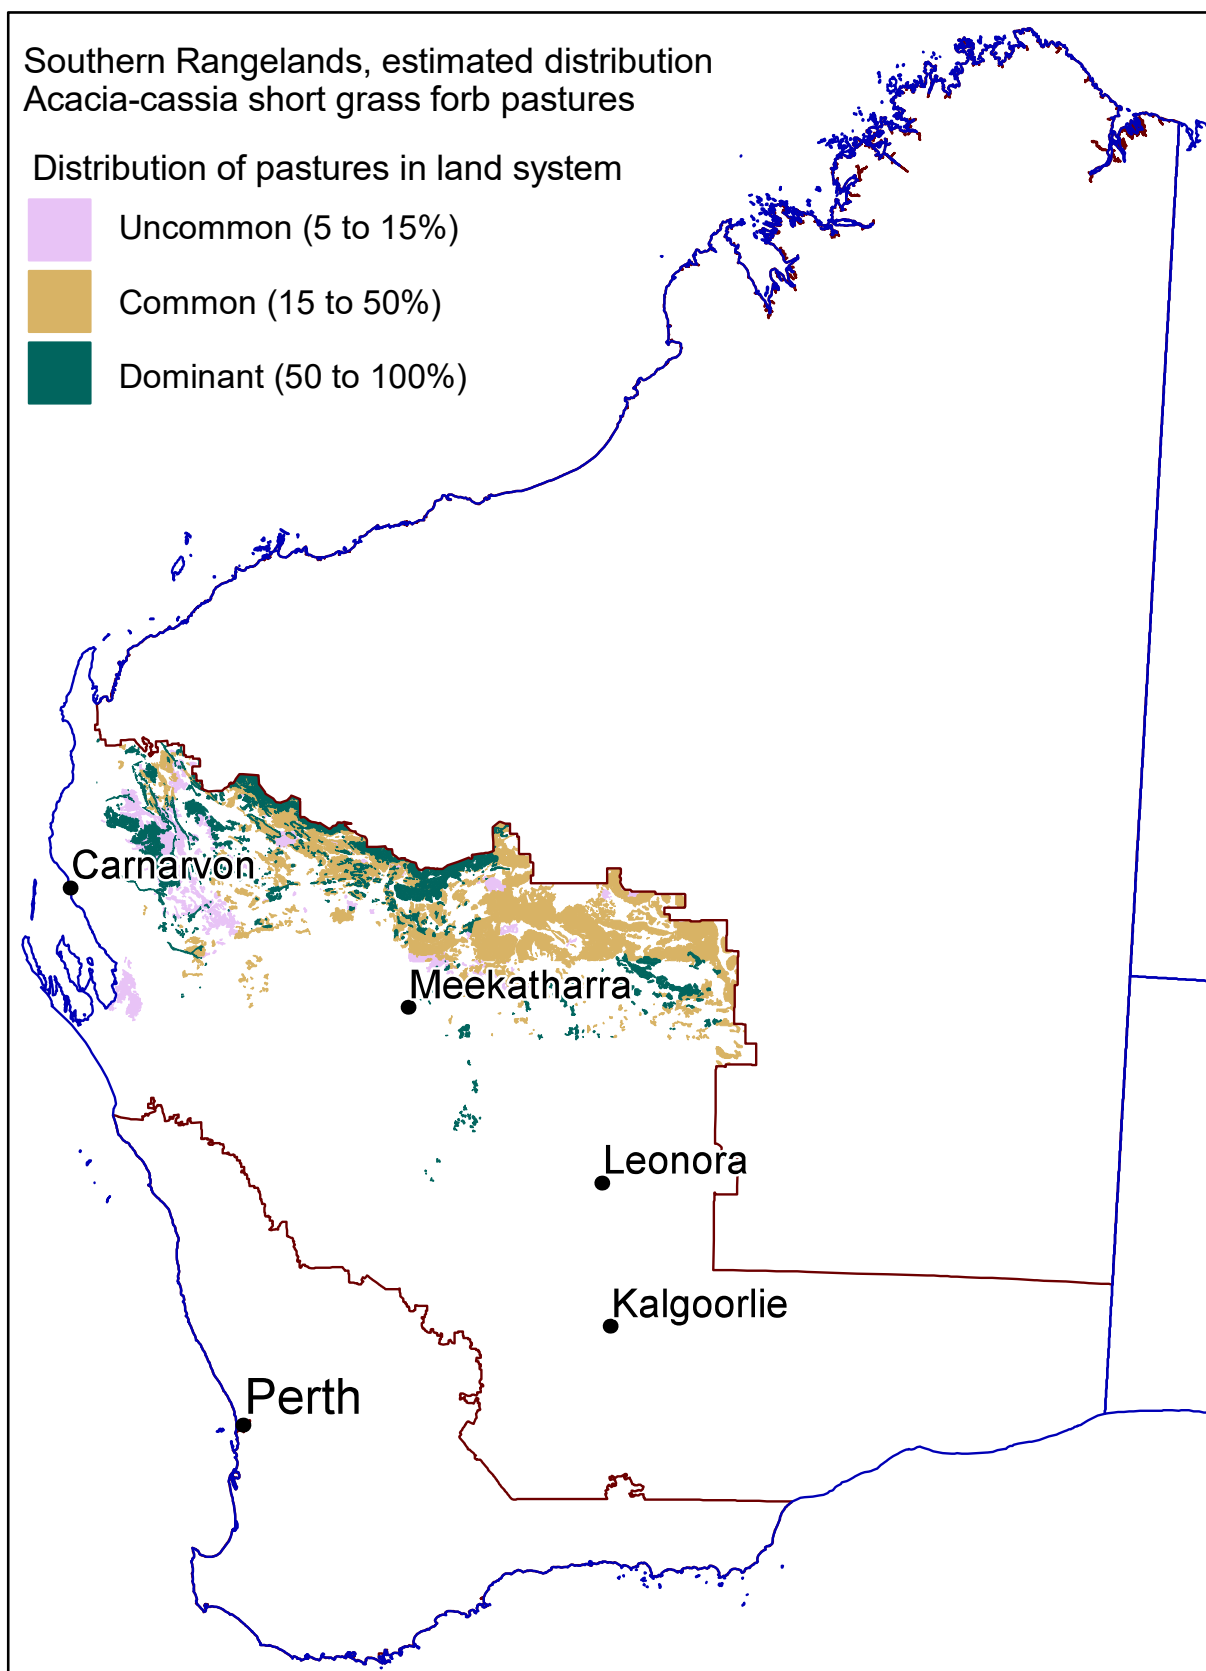 Southern Rangelands, estimated distribution
Acacia-cassia short grass forb pastures
Distribution of pastures in land system
Uncommon (5 to 15%)
Common (15 to 50%)
Dominant (50 to 100%)
Carnarvon
Meekatharra
Leonora
Kalgoorlie
Perth